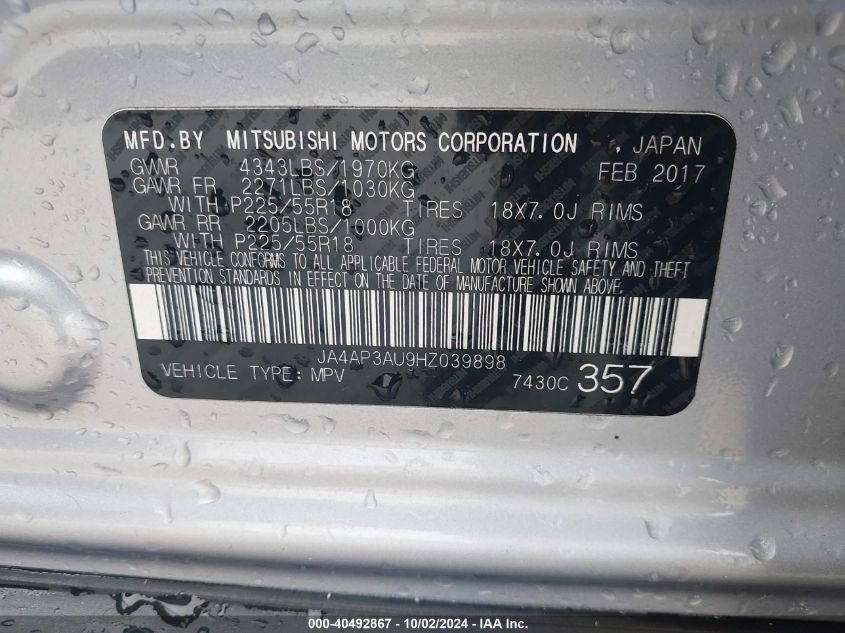 MFD.BY MITSUBISHI MOTORS CORPORATION , JAPAN
GVWR 4343LBS/1970KG FEB 2017
GAWR FR 2271LBS/1030KG
WITH P225/55R18 TIRES 18X7.0J RIMS
GAWR RR 2205LBS/1000KG
WITH P225/55R18 TIRES 18X7.0J RIMS
THIS VEHICLE CONFORMS TO ALL APPLICABLE FEDERAL MOTOR VEHICLE SAFETY AND THEFT
PREVENTION STANDARDS IN EFFECT ON THE DATE OF MANUFACTURE SHOWN ABOVE.
JA4AP3AU9HZ039898
VEHICLE TYPE: MPV 7430C 357
000-40492867 - 10/02/2024 - IAA Inc.